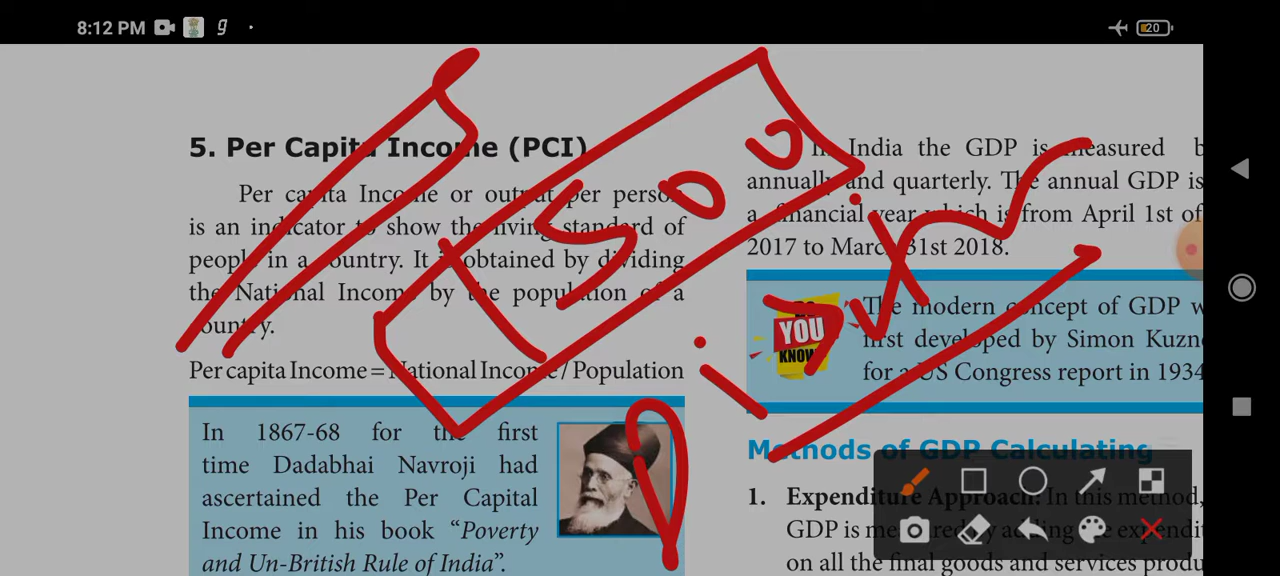 8:12 PM
20
5. Per Capita Income (PCI)
Per capita Income or output per person
is an indicator to show the living standard of
people in a country. It is obtained by dividing
the National Income by the population of a
country.
Per capita Income = National Income / Population
In 1867-68 for the first
time Dadabhai Navroji had
ascertained the Per Capital
Income in his book “Poverty
and Un-British Rule of India”.
In India the GDP is measured b
annually and quarterly. The annual GDP is
a financial year which is from April 1st of
2017 to March 31st 2018.
YOU
KNOW
The modern concept of GDP w
first developed by Simon Kuzne
for a US Congress report in 1934
Methods of GDP Calculating
1. Expenditure Approach: In this method,
GDP is measured by adding the expendit
on all the final goods and services produ